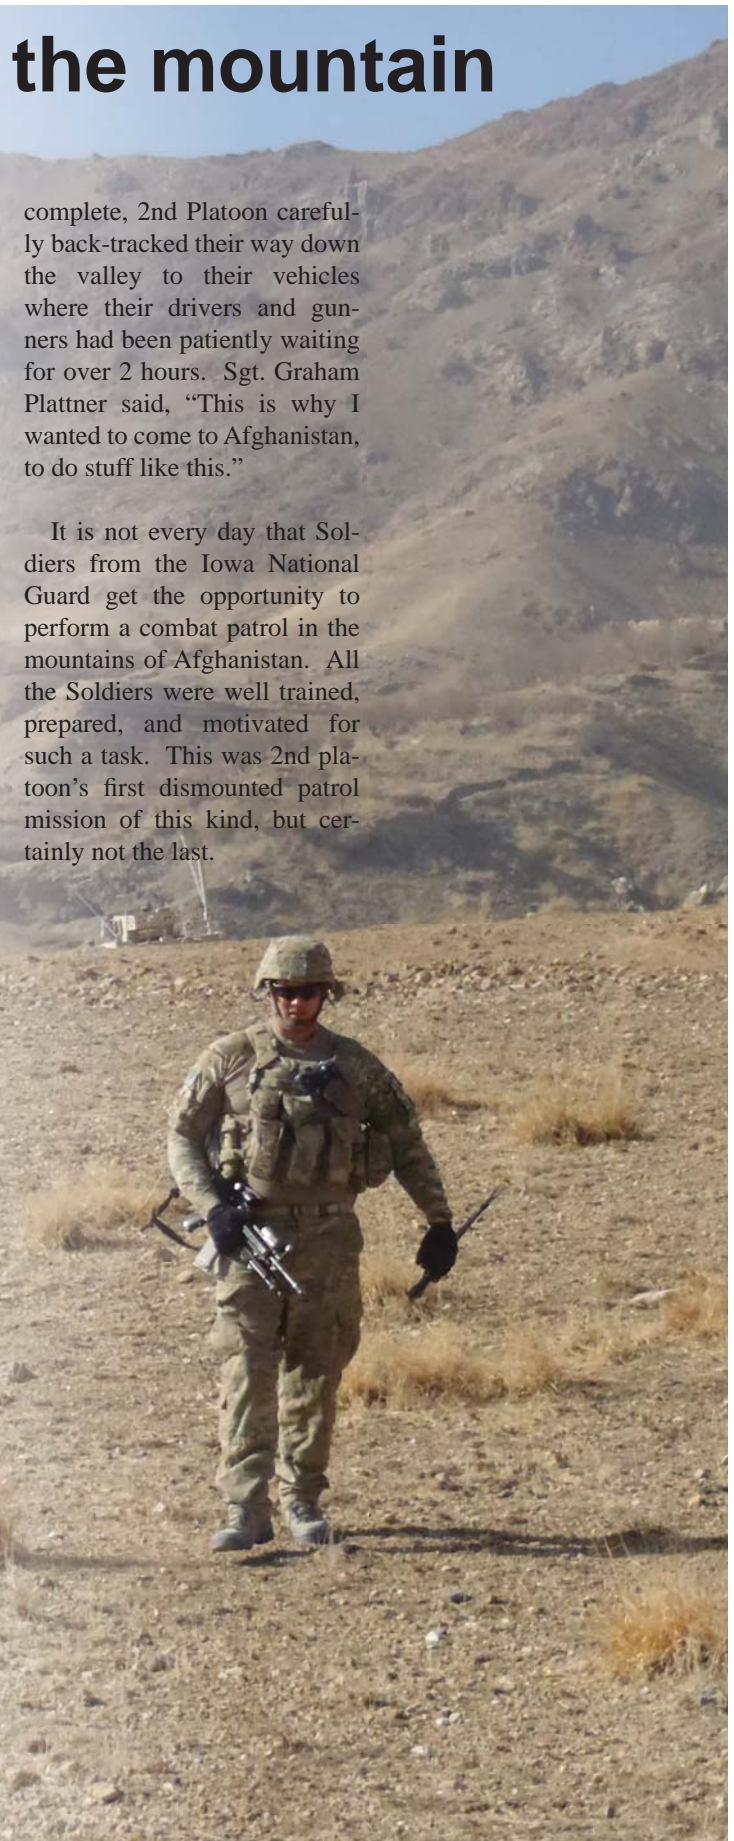 the mountain
complete, 2nd Platoon careful-
ly back-tracked their way down
the valley to their vehicles
where their drivers and gun-
ners had been patiently waiting
for over 2 hours.  Sgt. Graham
Plattner said, “This is why I
wanted to come to Afghanistan,
to do stuff like this.”
It is not every day that Sol-
diers from the Iowa National
Guard get the opportunity to
perform a combat patrol in the
mountains of Afghanistan.  All
the Soldiers were well trained,
prepared, and motivated for
such a task.  This was 2nd pla-
toon’s first dismounted patrol
mission of this kind, but cer-
tainly not the last.